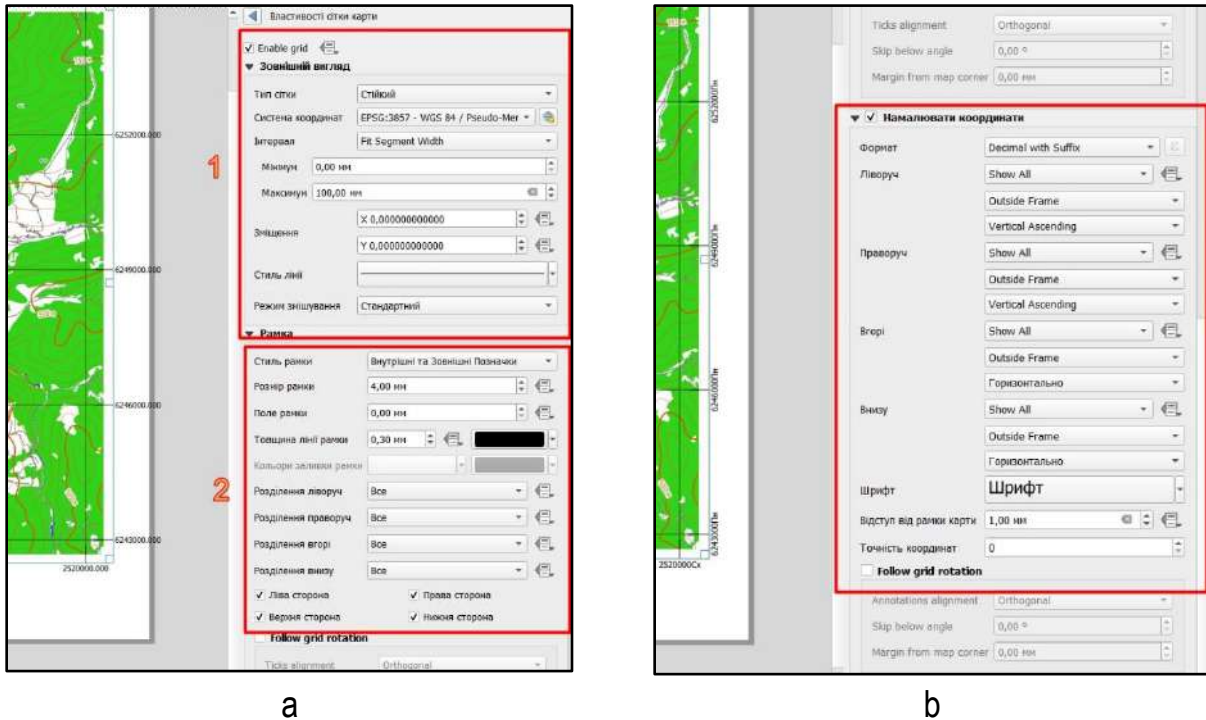 Властивості сітки карти
Enable grid
Зовнішній вигляд
Тип сітки Стійкий
Система координат EPSG:3857 - WGS 84 / Pseudo-Mer
Інтервал Fit Segment Width
Мінімум 0,00 мм
Максимум 100,00 мм
Зміщення
X 0,000000000000
Y 0,000000000000
Стиль лінії
Режим змішування Стандартний
Рамка
1
Стиль рамки Внутрішні та Зовнішні Позначки
Розмір рамки 4,00 мм
Поле рамки 0,00 мм
Товщина лінії рамки 0,30 мм
Кольори заливки рамки
Розділення ліворуч Все
Розділення праворуч Все
Розділення вгорі Все
Розділення внизу Все
Ліва сторона Права сторона
Верхня сторона Нижня сторона
2
Follow grid rotation
Ticks alignment Orthogonal
6252000.000
6249000.000
6246000.000
6243000.000
2520000.000
a
Ticks alignment Orthogonal
Skip below angle 0,00 °
Margin from map corner 0,00 мм
Намалювати координати
Формат Decimal with Suffix
Ліворуч Show All
Outside Frame
Vertical Ascending
Праворуч Show All
Outside Frame
Vertical Ascending
Вгорі Show All
Outside Frame
Горизонтально
Внизу Show All
Outside Frame
Горизонтально
Шрифт Шрифт
Відступ від рамки карти 1,00 мм
Точність координат 0
Follow grid rotation
Annotations alignment Orthogonal
Skip below angle 0,00 °
Margin from map corner 0,00 мм
6252000Пн
6249000Пн
6246000Пн
6243000Пн
2520000Сх
b